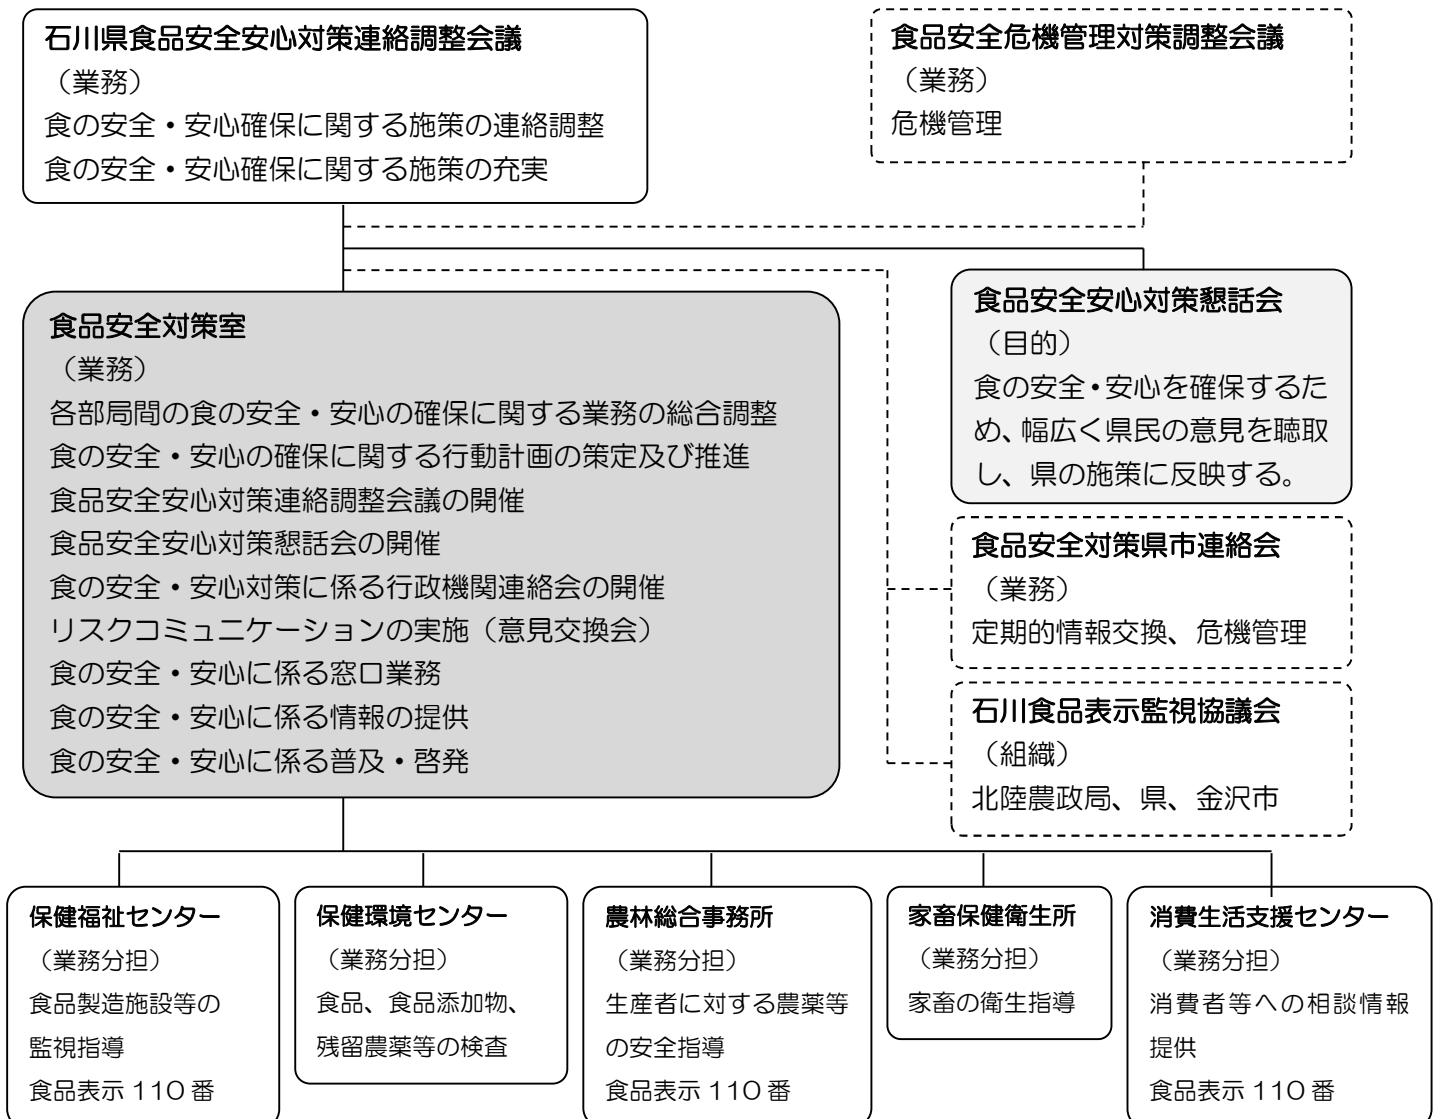 石川県食品安全安心対策連絡調整会議
（業務）
食の安全・安心確保に関する施策の連絡調整
食の安全・安心確保に関する施策の充実
食品安全危機管理対策調整会議
（業務）
危機管理
食品安全対策室
（業務）
各部局間の食の安全・安心の確保に関する業務の総合調整
食の安全・安心の確保に関する行動計画の策定及び推進
食品安全安心対策連絡調整会議の開催
食品安全安心対策懇話会の開催
食の安全・安心対策に係る行政機関連絡会の開催
リスクコミュニケーションの実施（意見交換会）
食の安全・安心に係る窓口業務
食の安全・安心に係る情報の提供
食の安全・安心に係る普及・啓発
食品安全安心対策懇話会
（目的）
食の安全・安心を確保するた
め、幅広く県民の意見を聴取
し、県の施策に反映する。
食品安全対策県市連絡会
（業務）
定期的情報交換、危機管理
石川食品表示監視協議会
（組織）
北陸農政局、県、金沢市
保健福祉センター
（業務分担）
食品製造施設等の
監視指導
食品表示 110 番
保健環境センター
（業務分担）
食品、食品添加物、
残留農薬等の検査
農林総合事務所
（業務分担）
生産者に対する農薬等
の安全指導
食品表示 110 番
家畜保健衛生所
（業務分担）
家畜の衛生指導
消費生活支援センター
（業務分担）
消費者等への相談情報
提供
食品表示 110 番